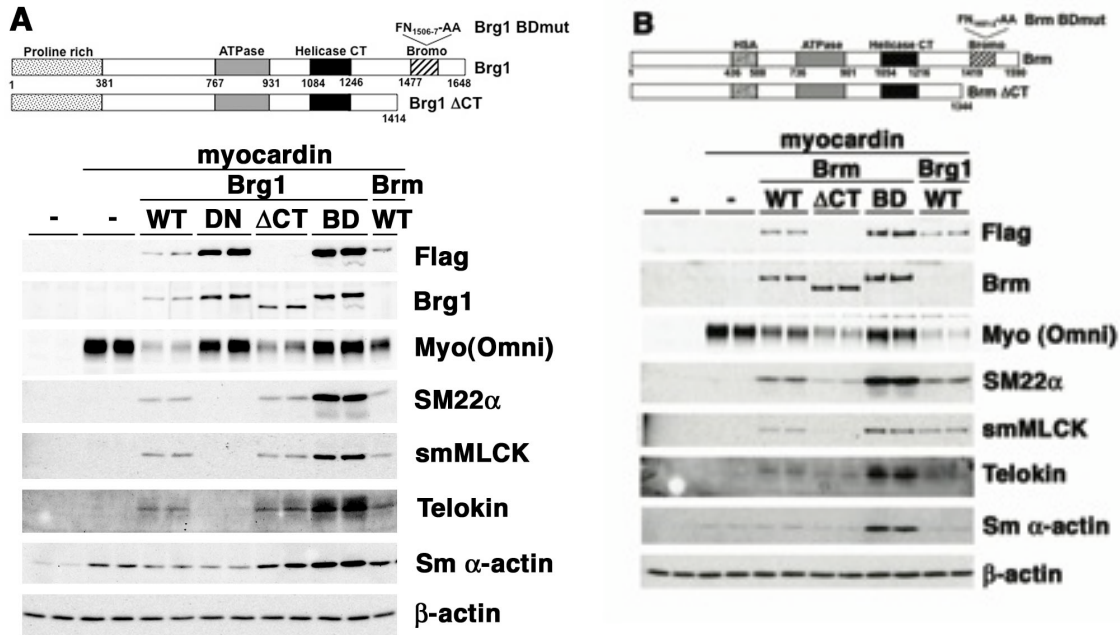 A
FN1506-7-AA Brg1 BDmut
Proline rich ATPase Helicase CT Bromo
Brg1
1 381 767 931 1084 1246 1477 1648
Brg1 ΔCT
1414
myocardin
Brg1 Brm
- - WT DN ΔCT BD WT
Flag
Brg1
Myo(Omni)
SM22α
smMLCK
Telokin
Sm α-actin
β-actin
B
Brm BDmut
HSA ATPase Helicase CT Bromo
Brm
1 436 736
Brm ΔCT
myocardin
Brm Brg1
- - WT ΔCT BD WT
Flag
Brm
Myo (Omni)
SM22α
smMLCK
Telokin
Sm α-actin
β-actin